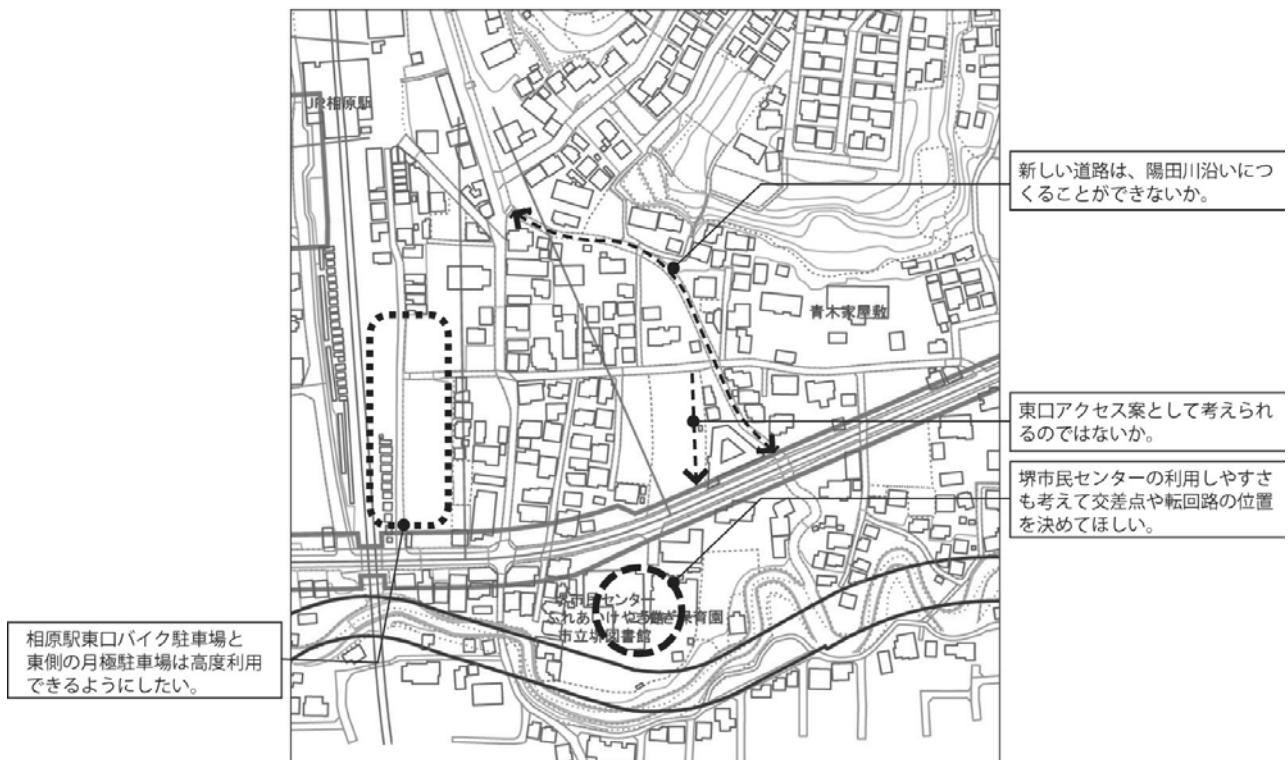 JR相原駅
新しい道路は、陽田川沿いにつ
くることができないか。
青木家屋敷
東口アクセス案として考えられ
るのではないか。
堺市民センターの利用しやすさ
も考えて交差点や転回路の位置
を決めてほしい。
堺市民センター
市立堺図書館
相原駅東口バイク駐車場と
東側の月極駐車場は高度利用
できるようにしたい。